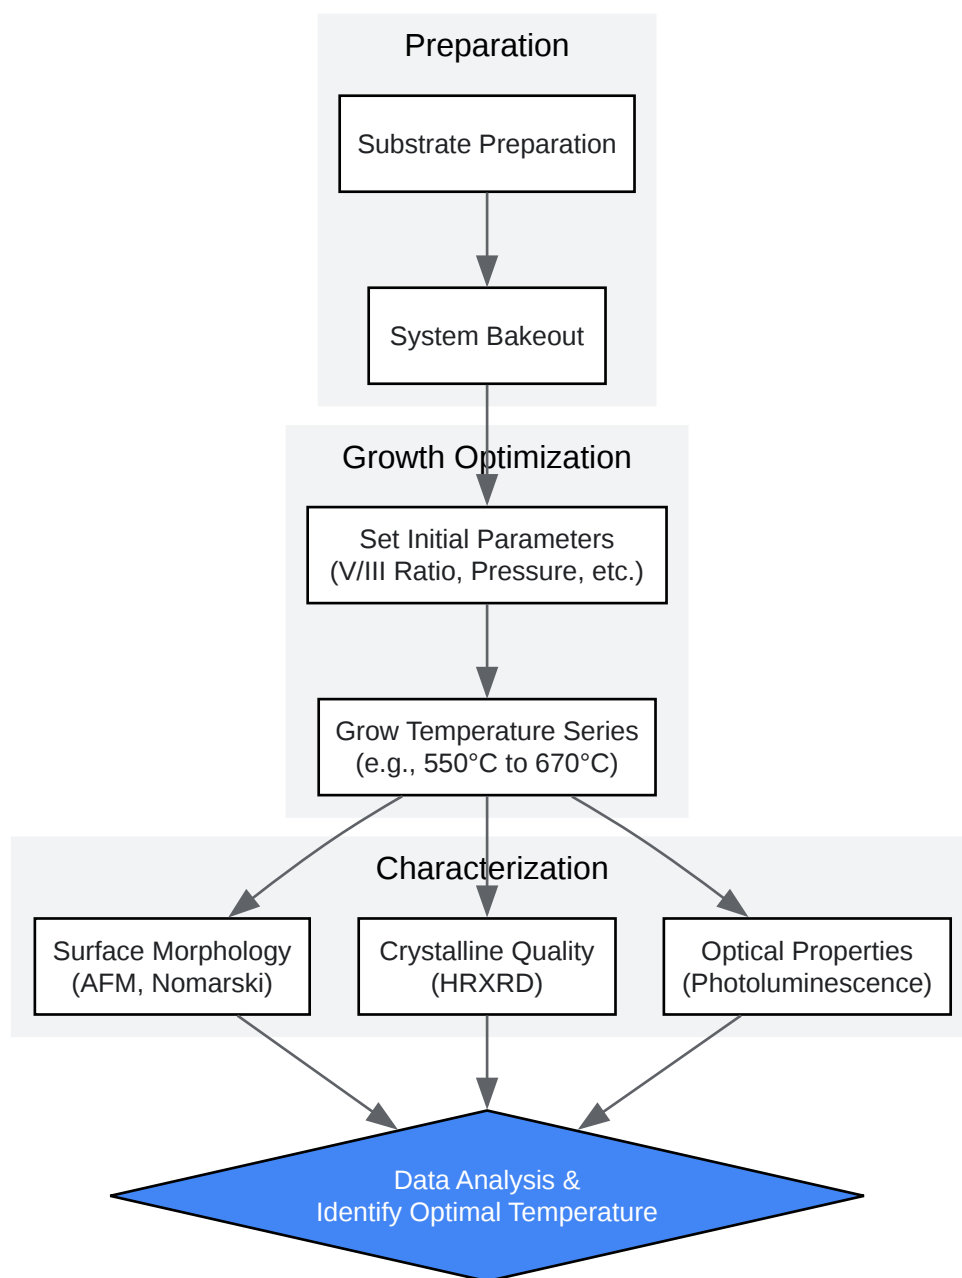 Preparation
Substrate Preparation
System Bakeout
Growth Optimization
Set Initial Parameters
(V/III Ratio, Pressure, etc.)
Grow Temperature Series
(e.g., 550°C to 670°C)
Characterization
Surface Morphology
(AFM, Nomarski)
Crystalline Quality
(HRXRD)
Optical Properties
(Photoluminescence)
Data Analysis &
Identify Optimal Temperature